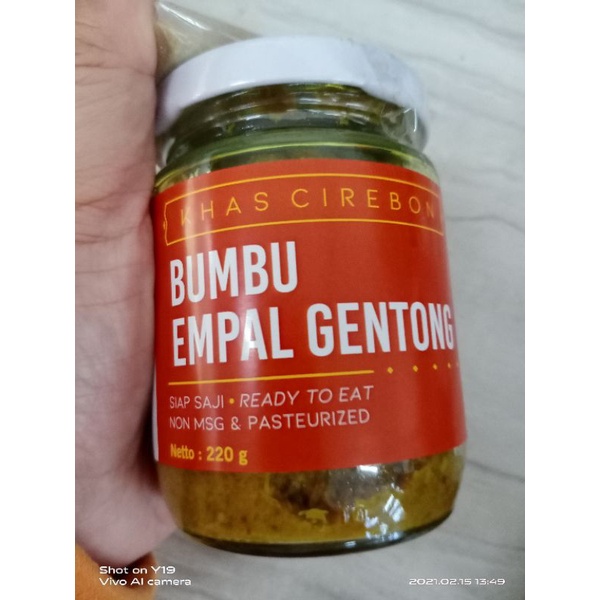 KHAS CIREBON
BUMBU
EMPAL GENTONG
SIAP SAJI • READY TO EAT
NON MSG & PASTEURIZED
Netto : 220 g
Shot on Y19
Vivo AI camera
2021.02.15 13:49